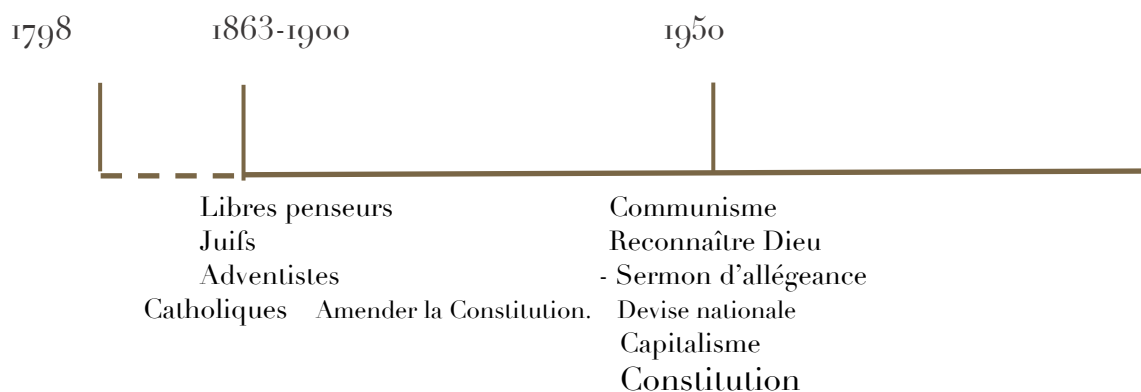 1798 1863-1900 1950
Libres penseurs Communisme
Juifs Reconnaître Dieu
Adventistes - Sermon d’allégeance
Catholiques Amender la Constitution. Devise nationale
Capitalisme
Constitution